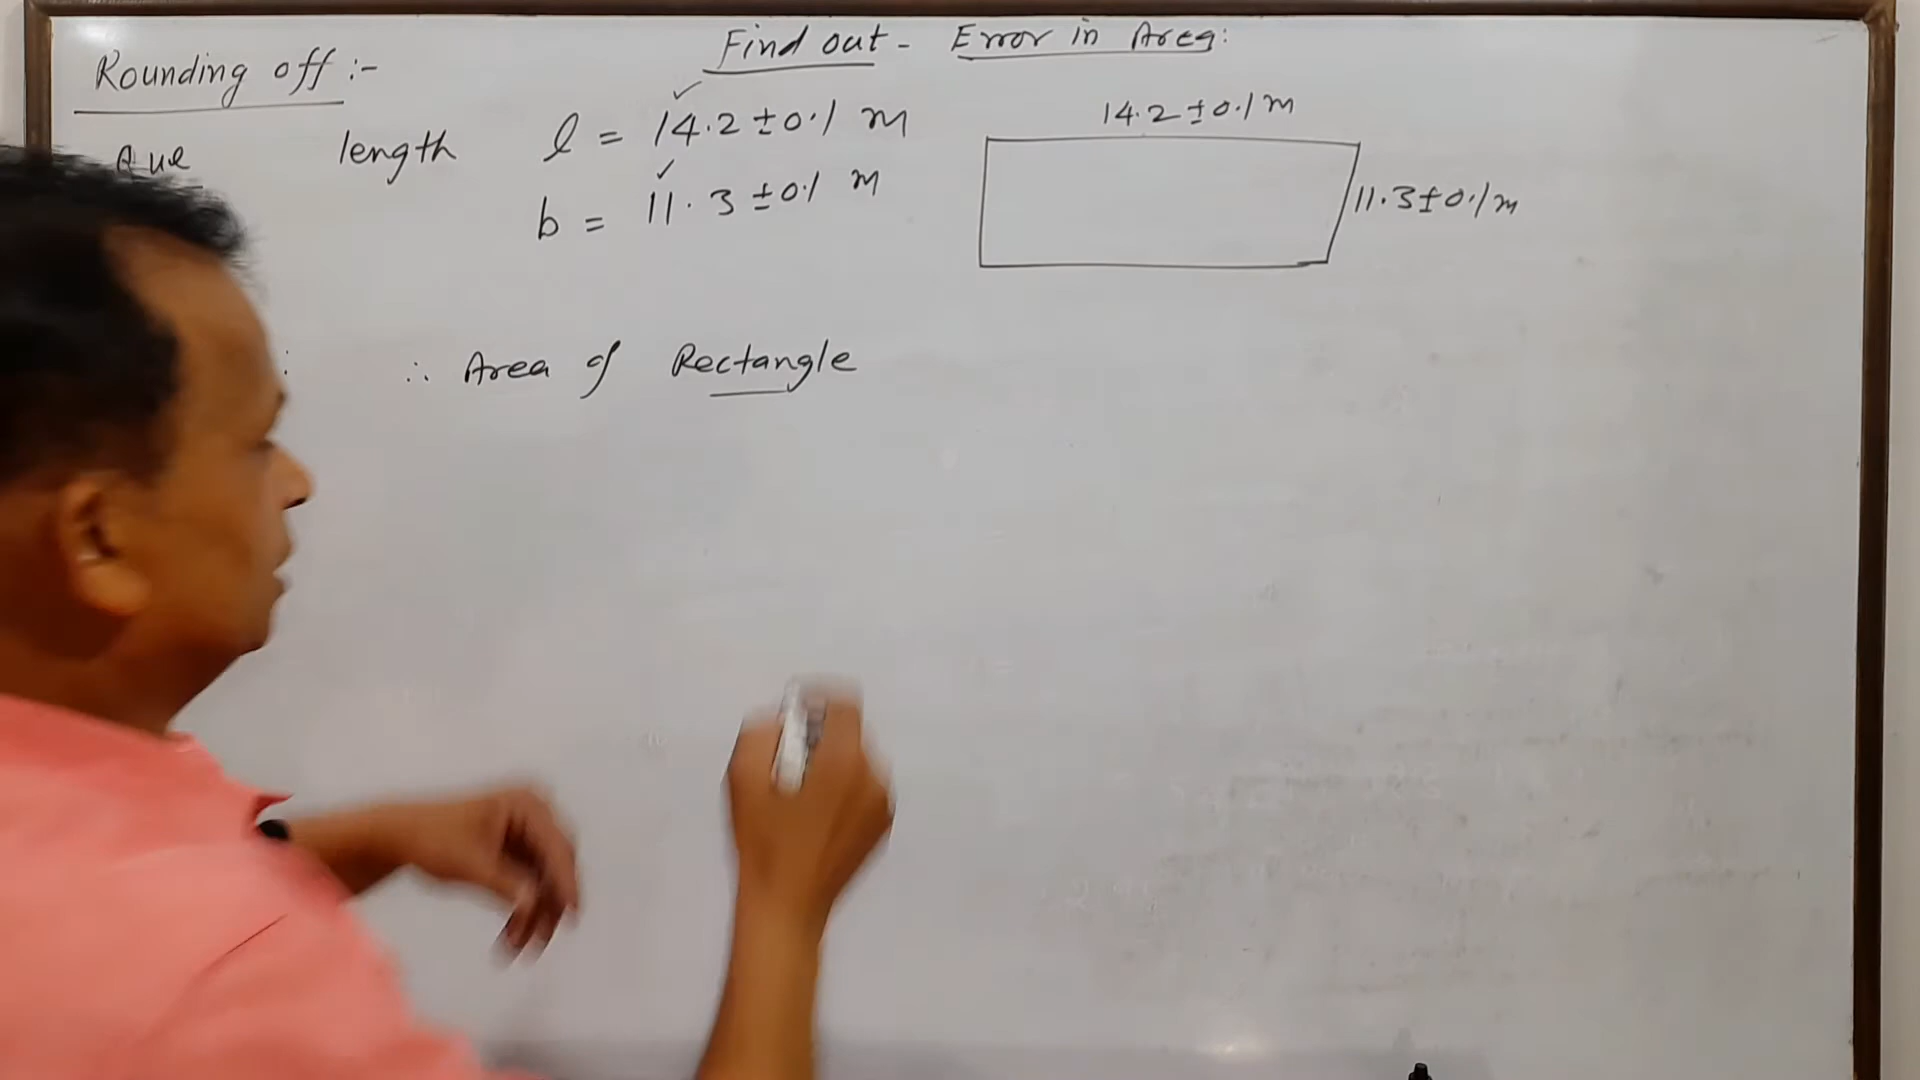 Rounding off :-
Find out - Error in Area:
Que length l = 14.2 ± 0.1 m
b = 11.3 ± 0.1 m
14.2 ± 0.1 m
11.3 ± 0.1 m
∴ Area of Rectangle